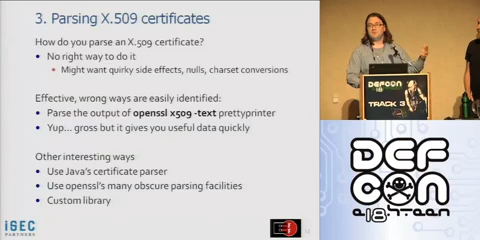 3. Parsing X.509 certificates
How do you parse an X.509 certificate?
• No right way to do it
• Might want quirky side effects, nulls, charset conversions
Effective, wrong ways are easily identified:
• Parse the output of openssl x509 -text prettyprinter
• Yup... gross but it gives you useful data quickly
Other interesting ways
• Use Java's certificate parser
• Use openssl's many obscure parsing facilities
• Custom library
iSEC
PARTNERS
DEFCON
18
TRACK 3
DEF
CON
e18hteen